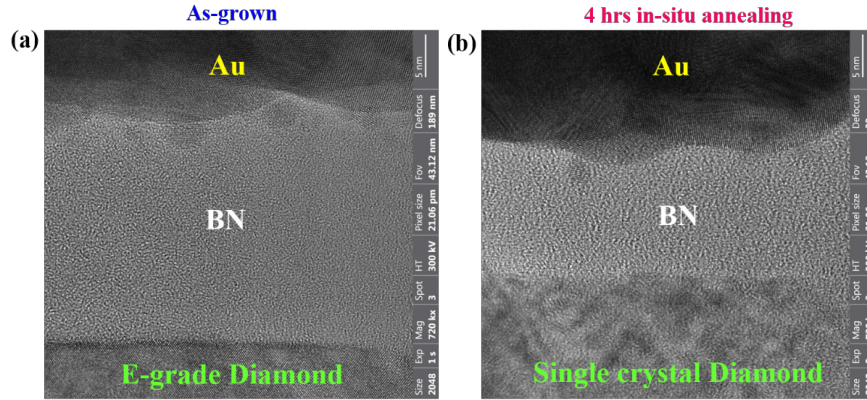 As-grown
4 hrs in-situ annealing
(a)
Au
BN
E-grade Diamond
5 nm
Defocus
189 nm
Fov
43.12 nm
Pixel size
21.06 pm
HT
300 kV
Spot
3
Mag
720 kx
Exp
1 s
Size
2048
(b)
Au
BN
Single crystal Diamond
5 nm
Defocus
Fov
Pixel size
HT
Spot
Mag
Exp
Size